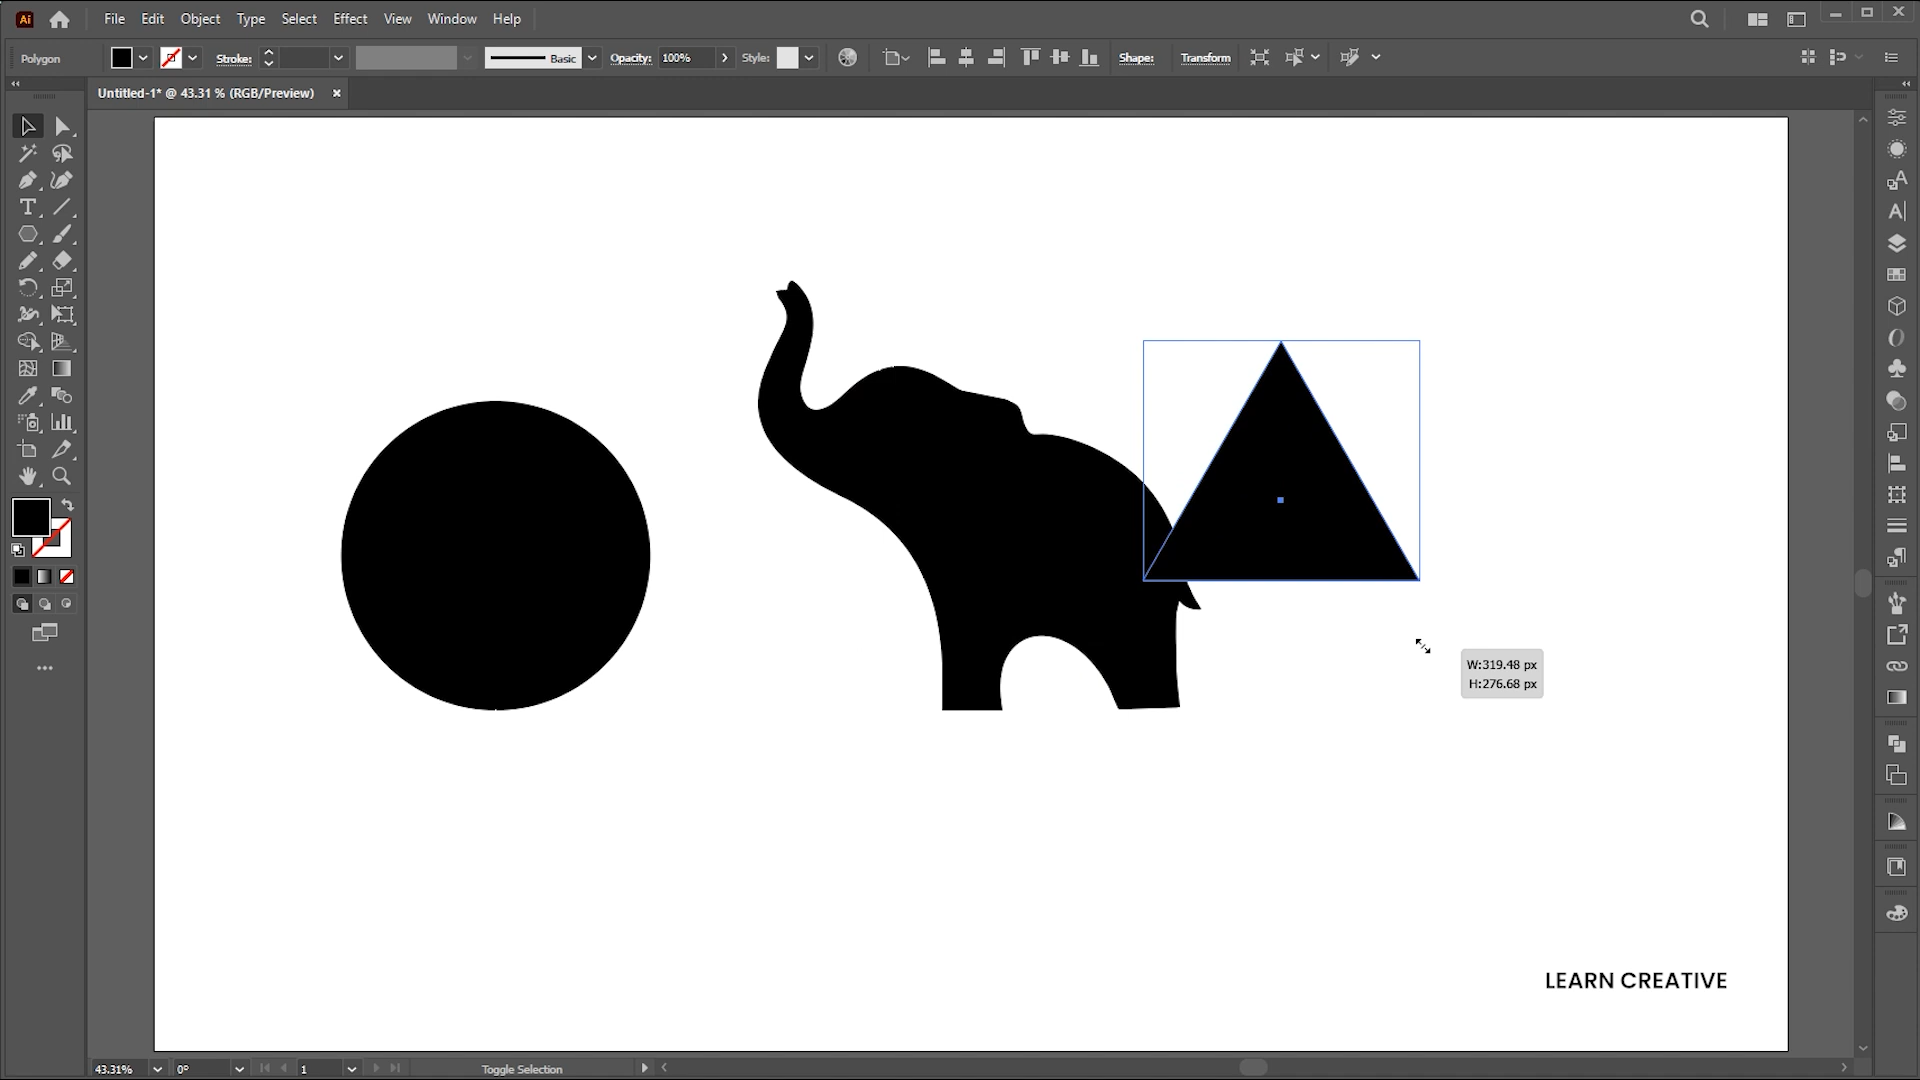 Ai
File Edit Object Type Select Effect View Window Help
Polygon
Stroke:
Basic
Opacity: 100%
Style:
Shape:
Transform
Untitled-1* @ 43.31 % (RGB/Preview)
W:319.48 px
H:276.68 px
LEARN CREATIVE
43.31% 0° 1 Toggle Selection